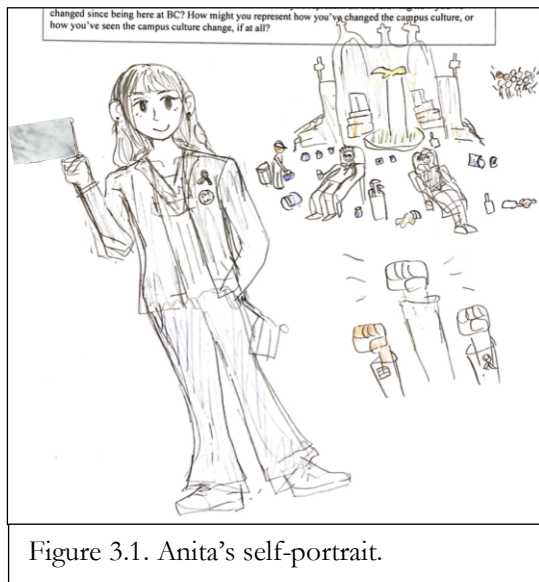 changed since being here at BC? How might you represent how you've changed the campus culture, or
how you've seen the campus culture change, if at all?
Figure 3.1. Anita's self-portrait.